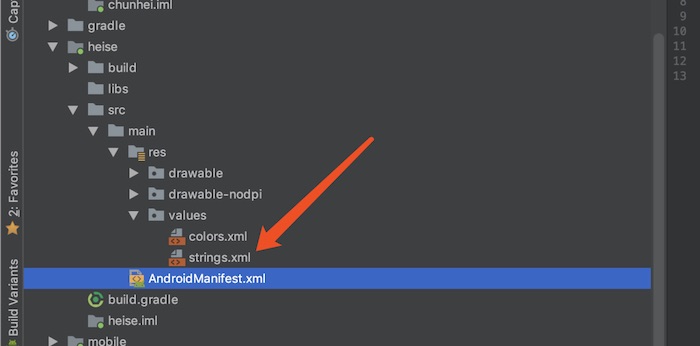 chunhei.iml
gradle
heise
build
libs
src
main
res
drawable
drawable-nodpi
values
colors.xml
strings.xml
AndroidManifest.xml
build.gradle
heise.iml
mobile
Cap
2: Favorites
Build Variants
8
9
10
11
12
13